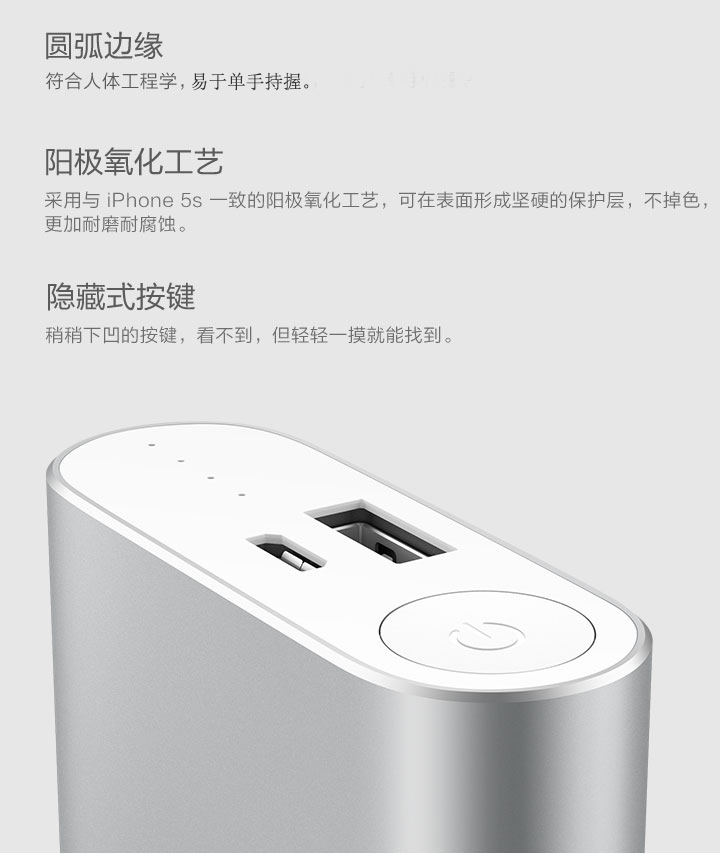 圆弧边缘
符合人体工程学，易于单手持握。
阳极氧化工艺
采用与 iPhone 5s 一致的阳极氧化工艺，可在表面形成坚硬的保护层，不掉色，
更加耐磨耐腐蚀。
隐藏式按键
稍稍下凹的按键，看不到，但轻轻一摸就能找到。